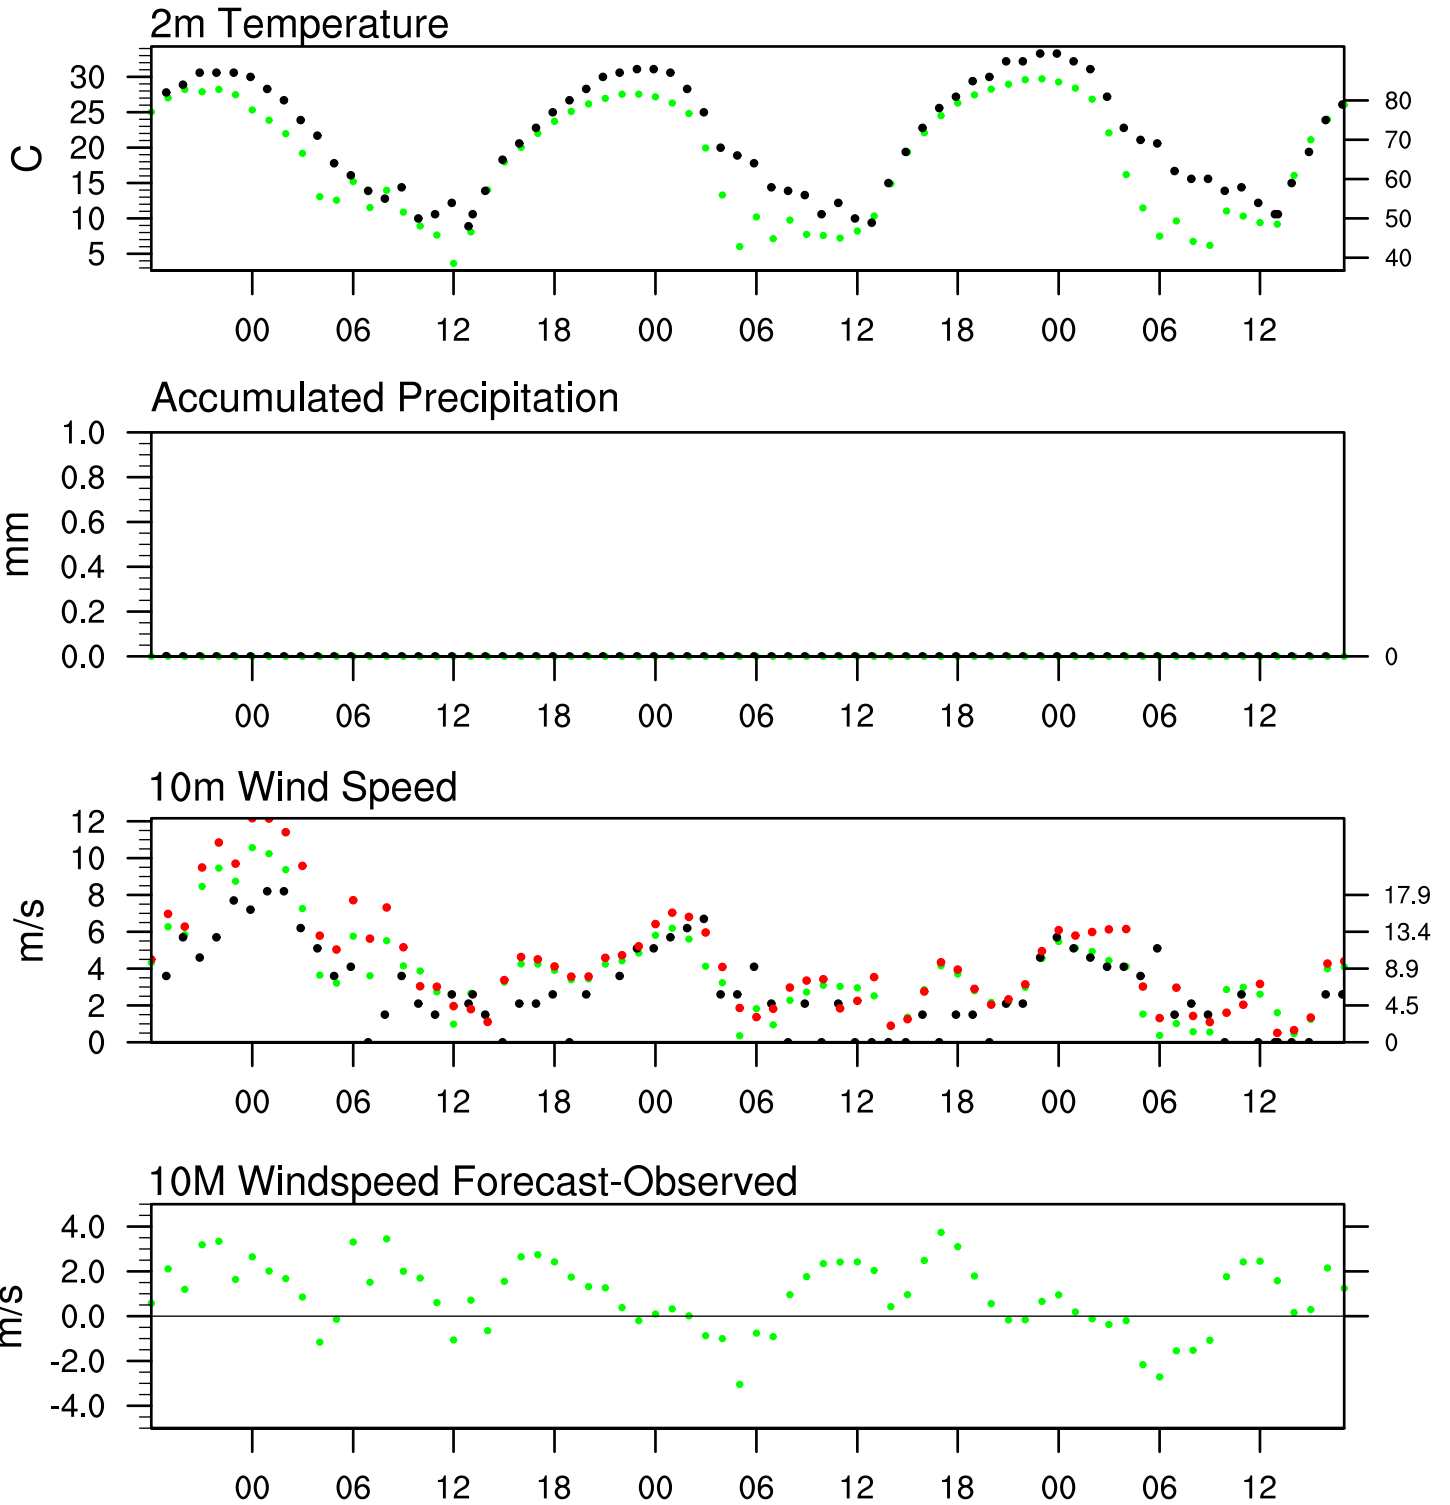 2m Temperature
C
30
25
20
15
10
5
80
70
60
50
40
00 06 12 18 00 06 12 18 00 06 12
Accumulated Precipitation
mm
1.0
0.8
0.6
0.4
0.2
0.0
0
00 06 12 18 00 06 12 18 00 06 12
10m Wind Speed
m/s
12
10
8
6
4
2
0
17.9
13.4
8.9
4.5
0
00 06 12 18 00 06 12 18 00 06 12
10M Windspeed Forecast-Observed
m/s
4.0
2.0
0.0
-2.0
-4.0
00 06 12 18 00 06 12 18 00 06 12